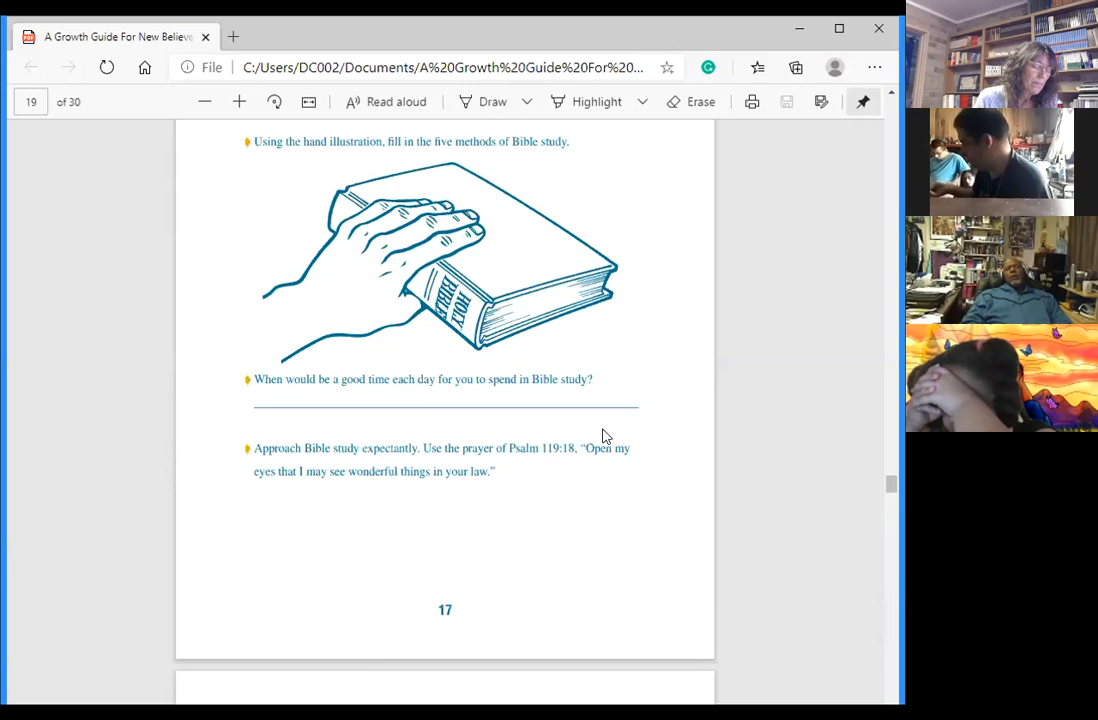 A Growth Guide For New Believe
File
C:/Users/DC002/Documents/A%20Growth%20Guide%20For%20...
19 of 30
Read aloud
Draw
Highlight
Erase
Using the hand illustration, fill in the five methods of Bible study.
HOLY
BIBLE
When would be a good time each day for you to spend in Bible study?
Approach Bible study expectantly. Use the prayer of Psalm 119:18, “Open my
eyes that I may see wonderful things in your law.”
17